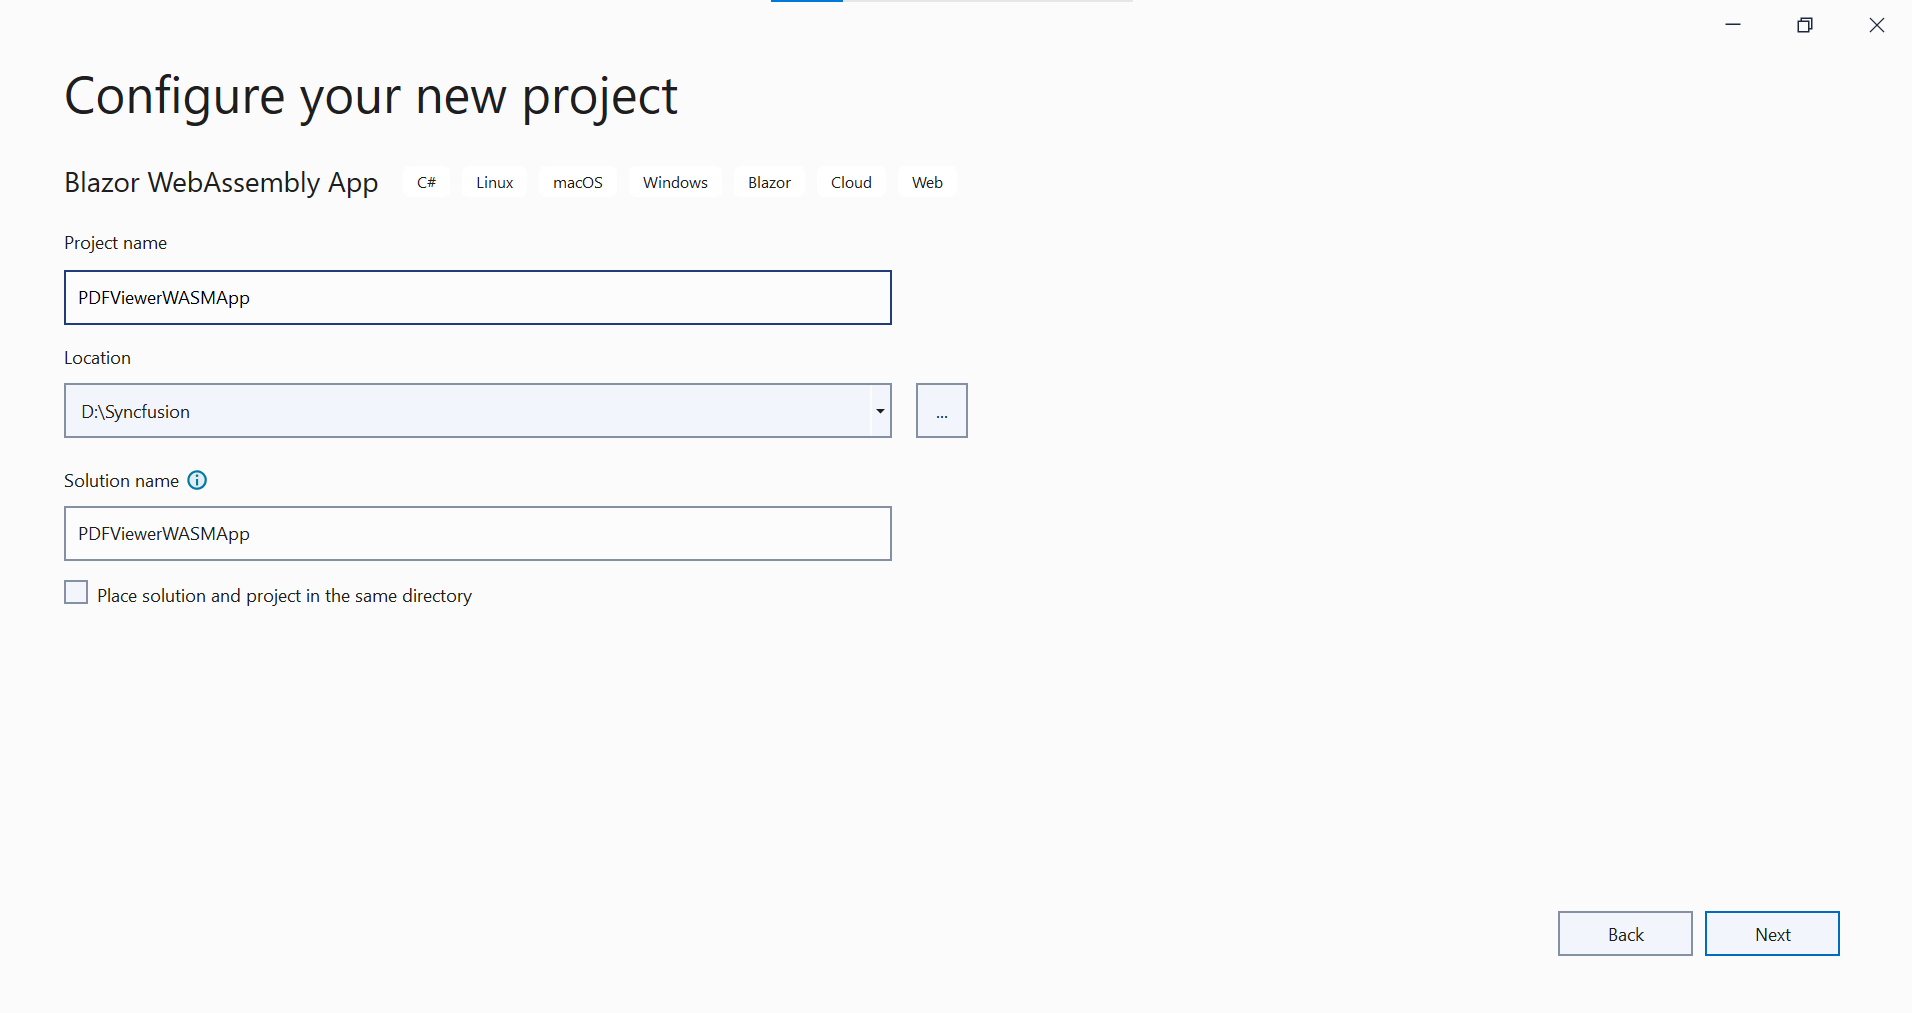 Configure your new project
Blazor WebAssembly App C# Linux macOS Windows Blazor Cloud Web
Project name
PDFViewerWASMApp
Location
D:\Syncfusion
...
Solution name
PDFViewerWASMApp
Place solution and project in the same directory
Back Next